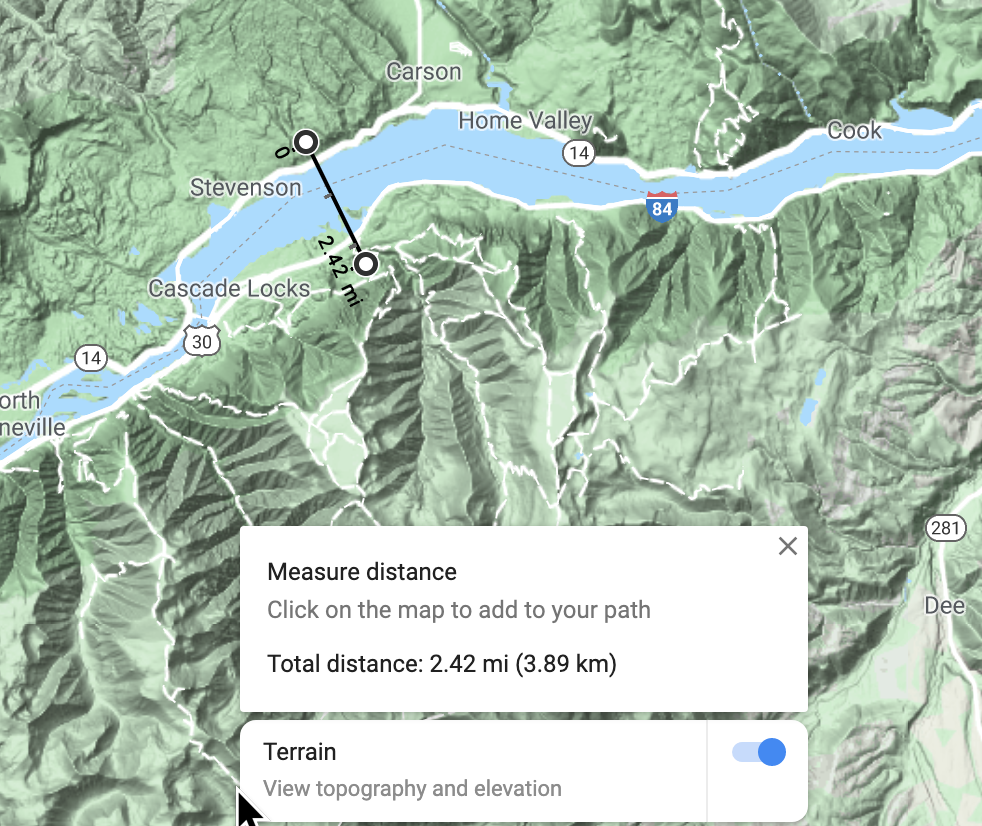 Carson
Home Valley
14
Cook
0
Stevenson
84
2.42 mi
Cascade Locks
30
14
orth
neville
281
Measure distance
Click on the map to add to your path
Dee
Total distance: 2.42 mi (3.89 km)
Terrain
View topography and elevation